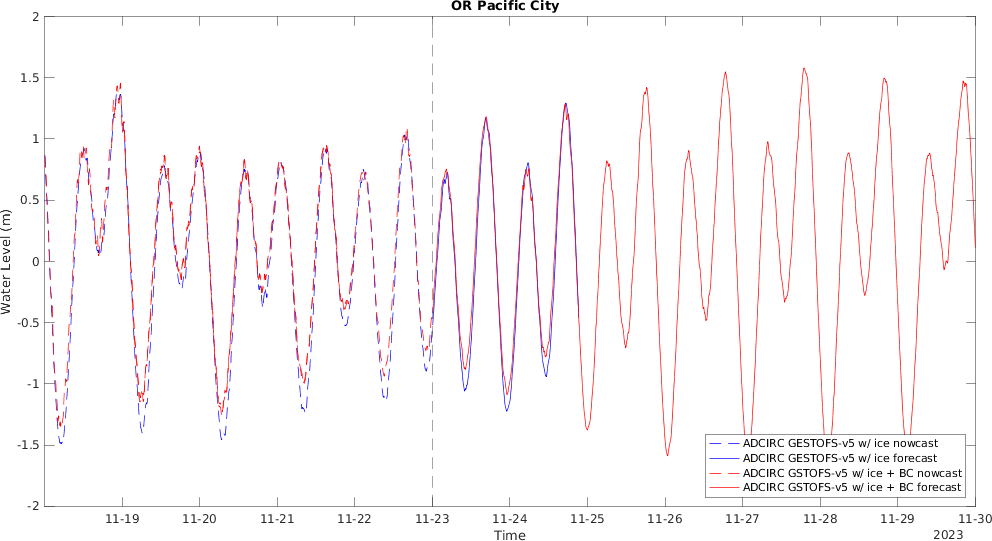 OR Pacific City
2
1.5
1
0.5
0
-0.5
-1
-1.5
-2
Water Level (m)
11-19 11-20 11-21 11-22 11-23 11-24 11-25 11-26 11-27 11-28 11-29 11-30
Time
2023
ADCIRC GESTOFS-v5 w/ ice nowcast
ADCIRC GESTOFS-v5 w/ ice forecast
ADCIRC GSTOFS-v5 w/ ice + BC nowcast
ADCIRC GSTOFS-v5 w/ ice + BC forecast